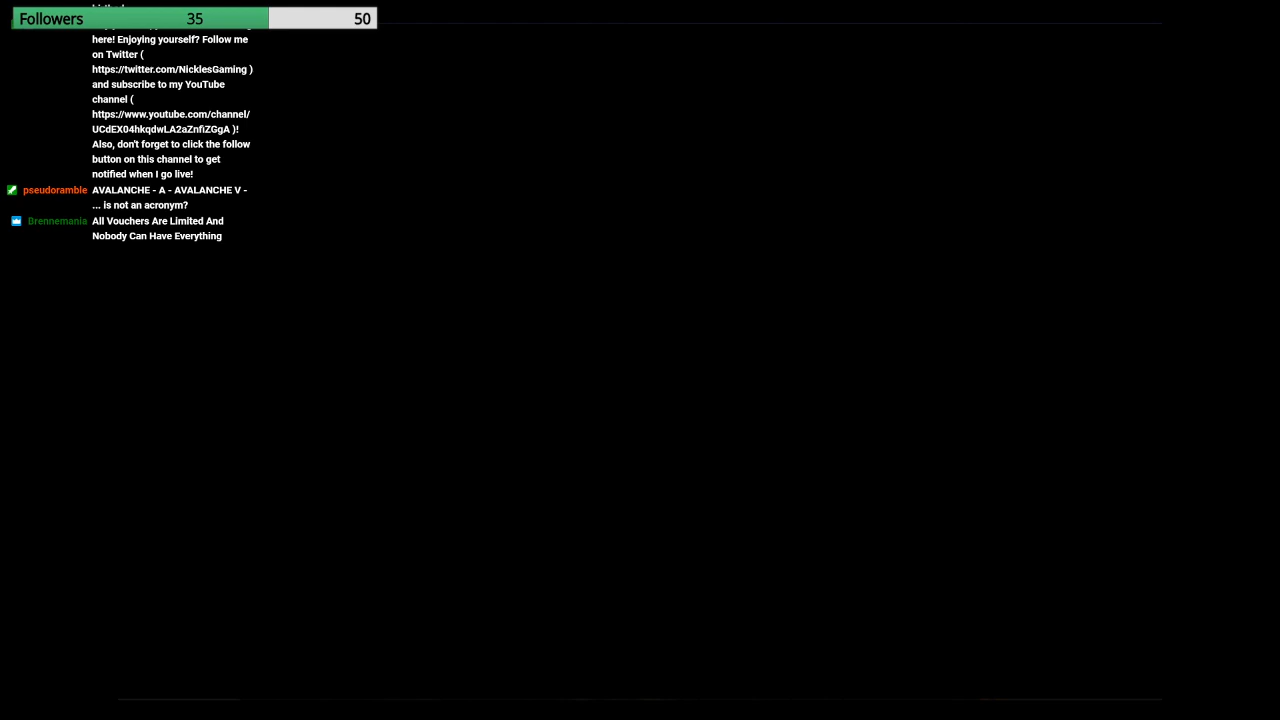 Followers 35 50
here! Enjoying yourself? Follow me
on Twitter (
https://twitter.com/NicklesGaming )
and subscribe to my YouTube
channel (
https://www.youtube.com/channel/
UCdEX04hkqdwLA2aZnfiZGgA )!
Also, don't forget to click the follow
button on this channel to get
notified when I go live!
pseudoramble AVALANCHE - A - AVALANCHE V -
... is not an acronym?
Brennemania All Vouchers Are Limited And
Nobody Can Have Everything